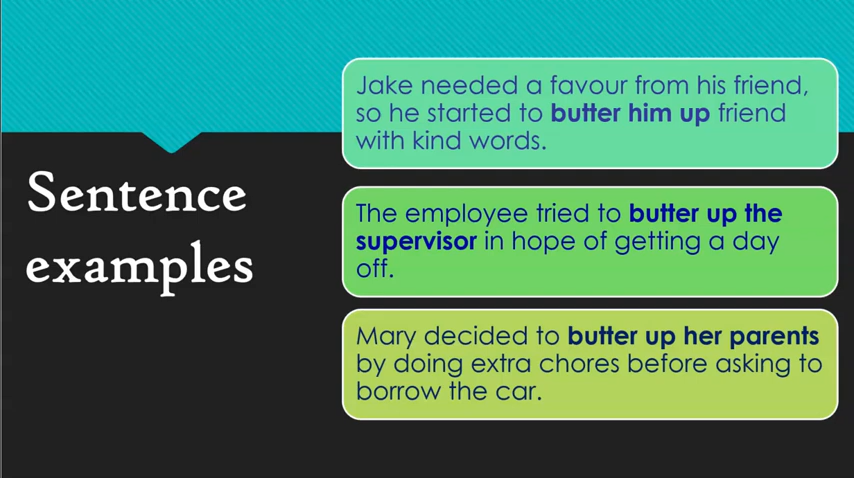 Sentence
examples
Jake needed a favour from his friend,
so he started to butter him up friend
with kind words.
The employee tried to butter up the
supervisor in hope of getting a day
off.
Mary decided to butter up her parents
by doing extra chores before asking to
borrow the car.